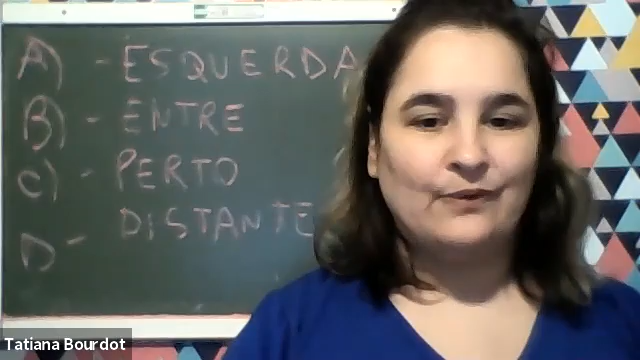 A) - ESQUERDA
B) - ENTRE
C) - PERTO
D - DISTANTE
Tatiana Bourdot